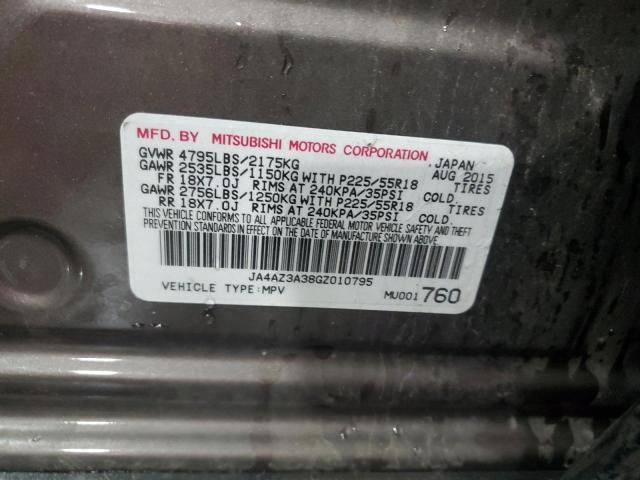 MFD. BY MITSUBISHI MOTORS CORPORATION, JAPAN
GVWR 4795LBS/2175KG AUG 2015
GAWR 2535LBS/1150KG WITH P225/55R18 TIRES
FR 18X7.0J RIMS AT 240KPA/35PSI COLD.
GAWR 2756LBS/1250KG WITH P225/55R18 TIRES
RR 18X7.0J RIMS AT 240KPA/35PSI COLD.
THIS VEHICLE CONFORMS TO ALL APPLICABLE FEDERAL MOTOR VEHICLE SAFETY AND THEFT
PREVENTION STANDARDS IN EFFECT ON THE DATE OF MANUFACTURE SHOWN ABOVE.
JA4AZ3A38GZ010795
VEHICLE TYPE:MPV MU001760